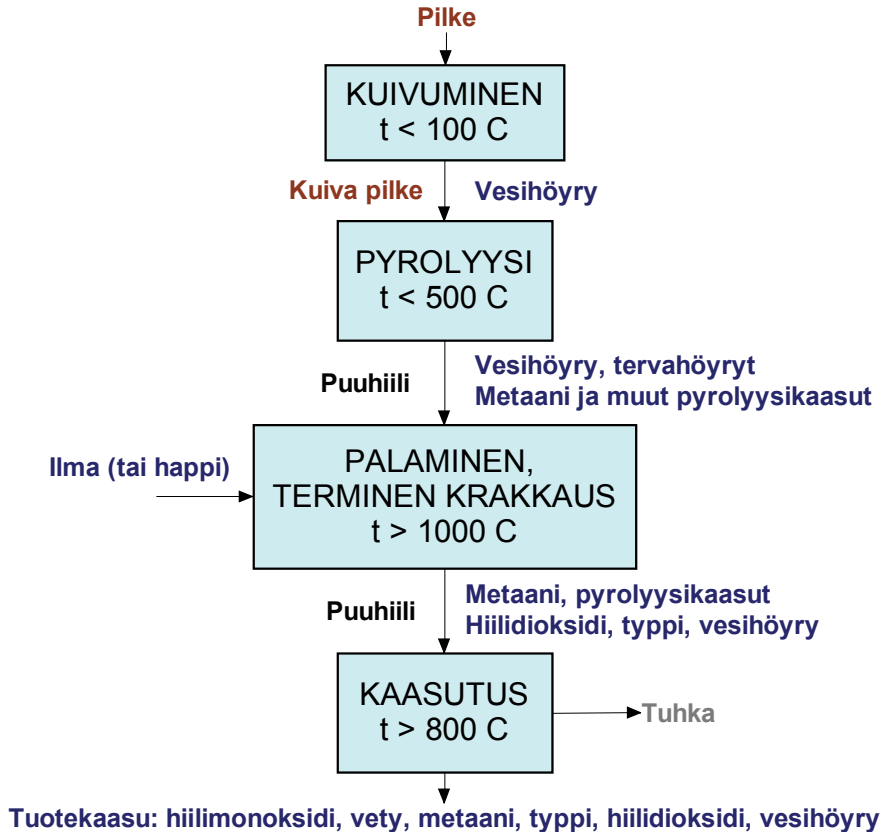 Pilke
KUIVUMINEN
t < 100 C
Kuiva pilke
Vesihöyry
PYROLYYSI
t < 500 C
Puuhiili
Vesihöyry, tervahöyryt
Metaani ja muut pyrolyysikaasut
Ilma (tai happi)
PALAMINEN,
TERMINEN KRAKKAUS
t > 1000 C
Puuhiili
Metaani, pyrolyysikaasut
Hiilidioksidi, typpi, vesihöyry
KAASUTUS
t > 800 C
Tuhka
Tuotekaasu: hiilimonoksidi, vety, metaani, typpi, hiilidioksidi, vesihöyry